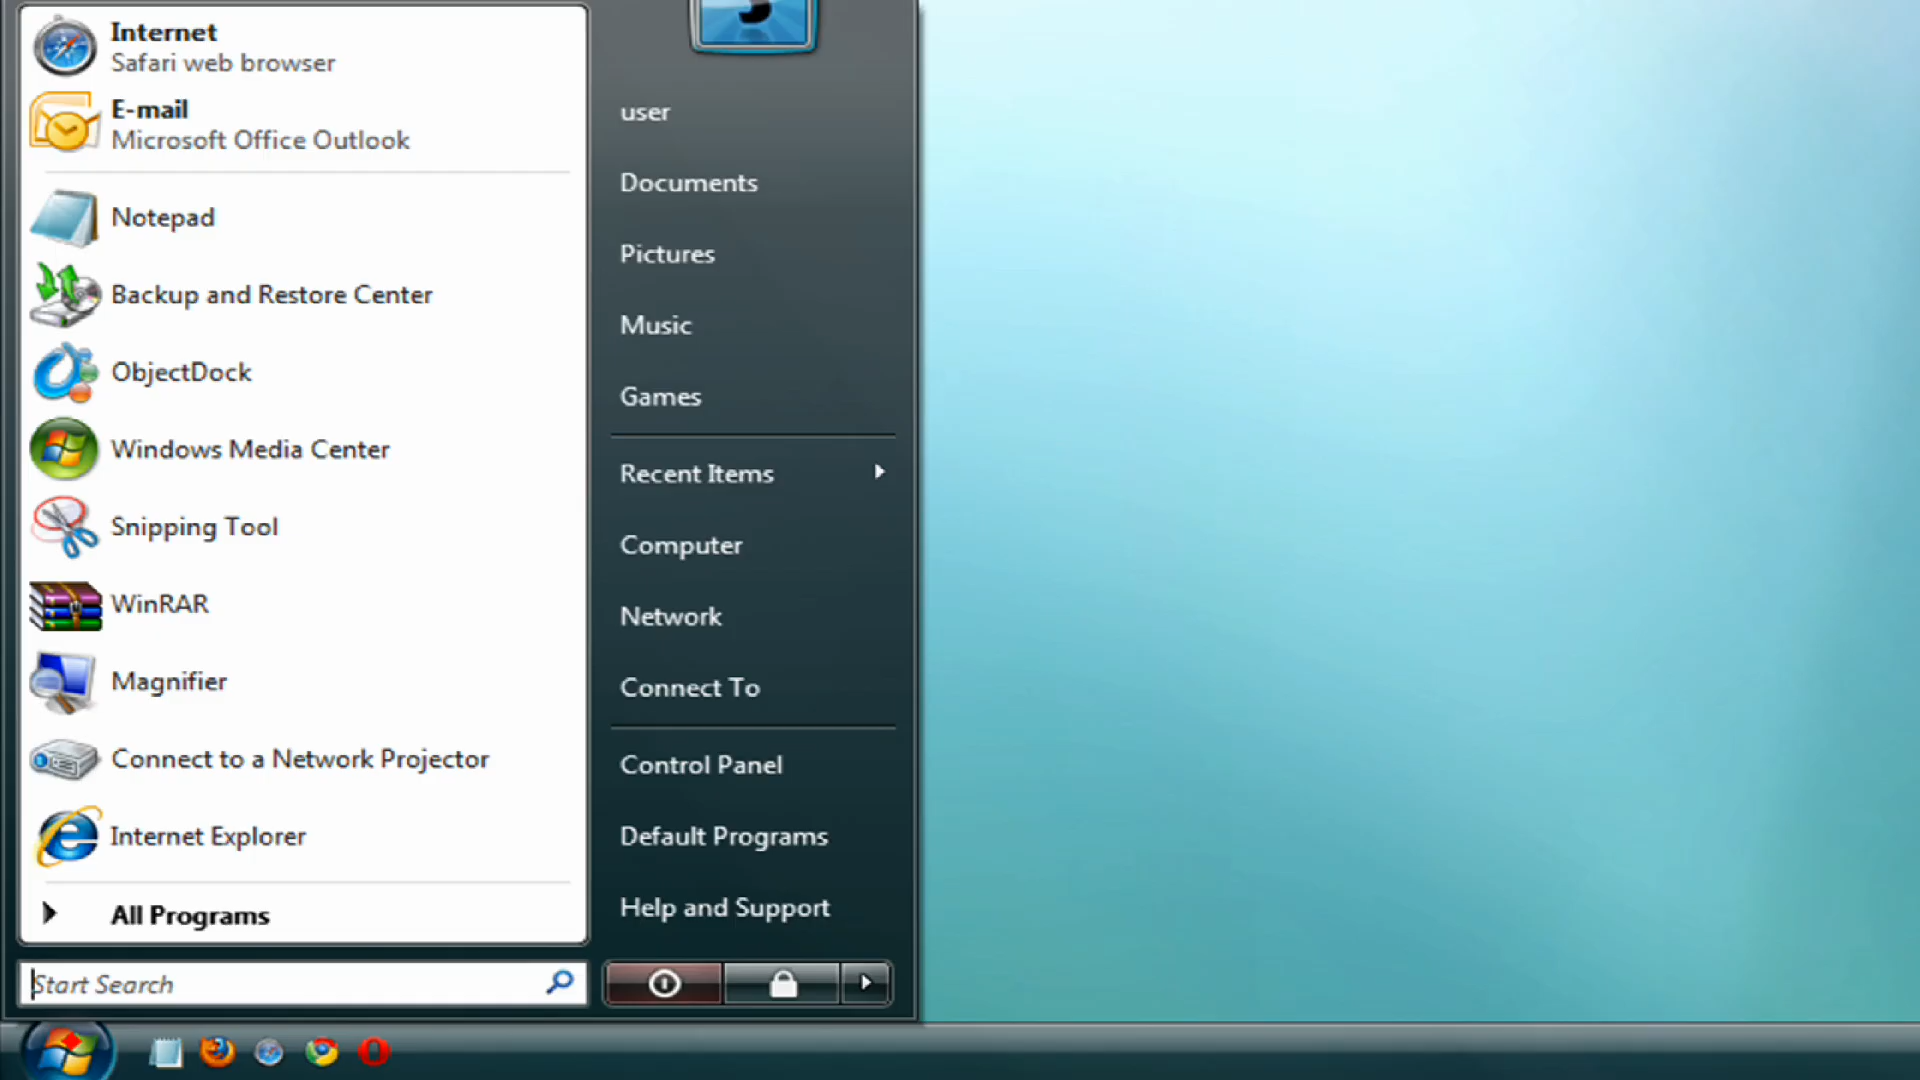 Internet
Safari web browser
E-mail
Microsoft Office Outlook
Notepad
Backup and Restore Center
ObjectDock
Windows Media Center
Snipping Tool
WinRAR
Magnifier
Connect to a Network Projector
Internet Explorer
All Programs
Start Search
user
Documents
Pictures
Music
Games
Recent Items
Computer
Network
Connect To
Control Panel
Default Programs
Help and Support